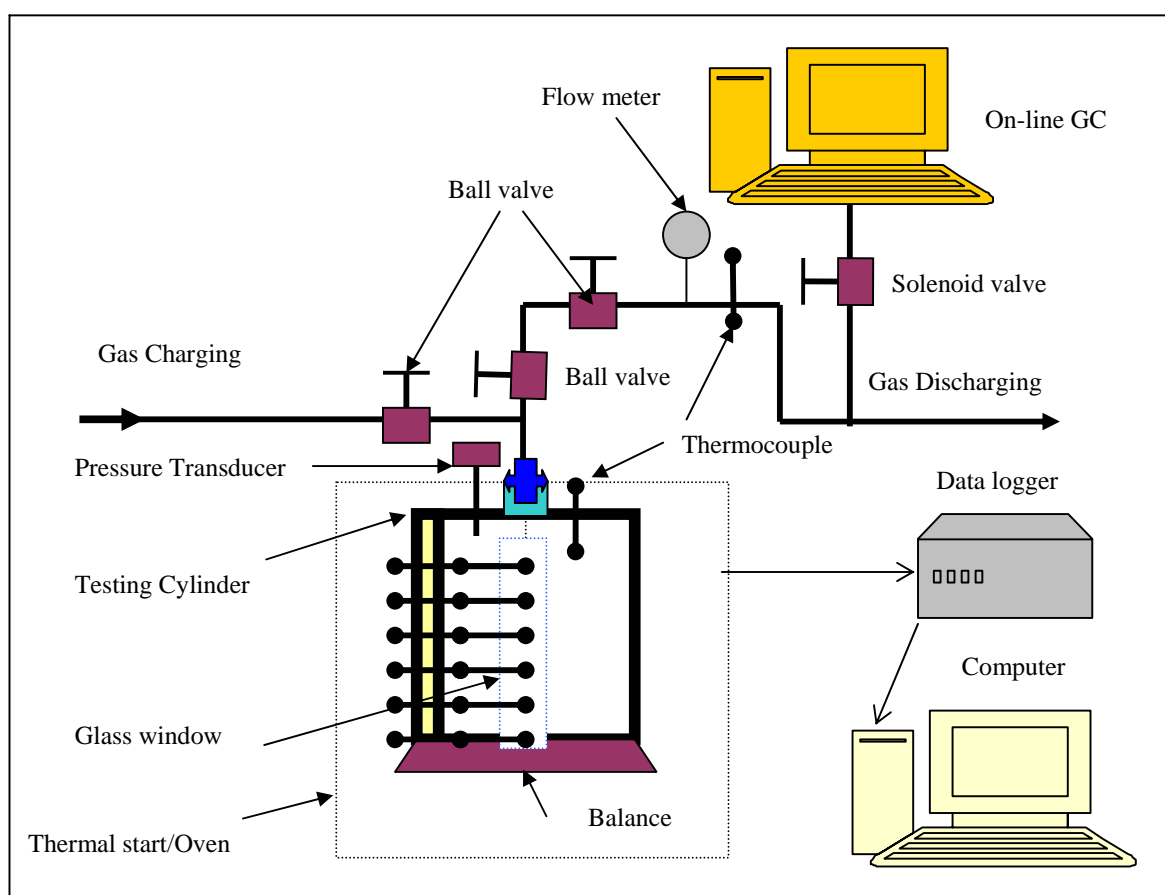 Flow meter
On-line GC
Ball valve
Solenoid valve
Gas Charging
Ball valve
Gas Discharging
Thermocouple
Pressure Transducer
Data logger
Testing Cylinder
Computer
Glass window
Balance
Thermal start/Oven